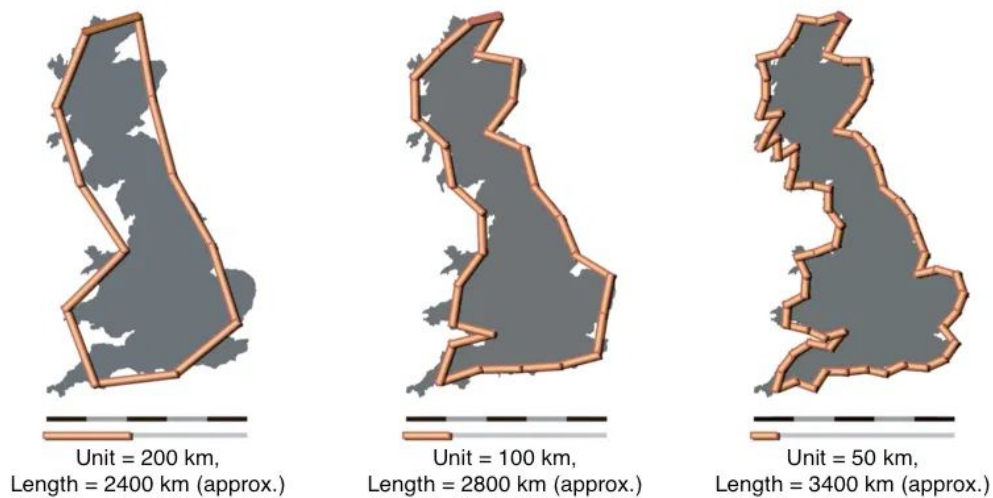 Unit = 200 km,
Length = 2400 km (approx.)
Unit = 100 km,
Length = 2800 km (approx.)
Unit = 50 km,
Length = 3400 km (approx.)